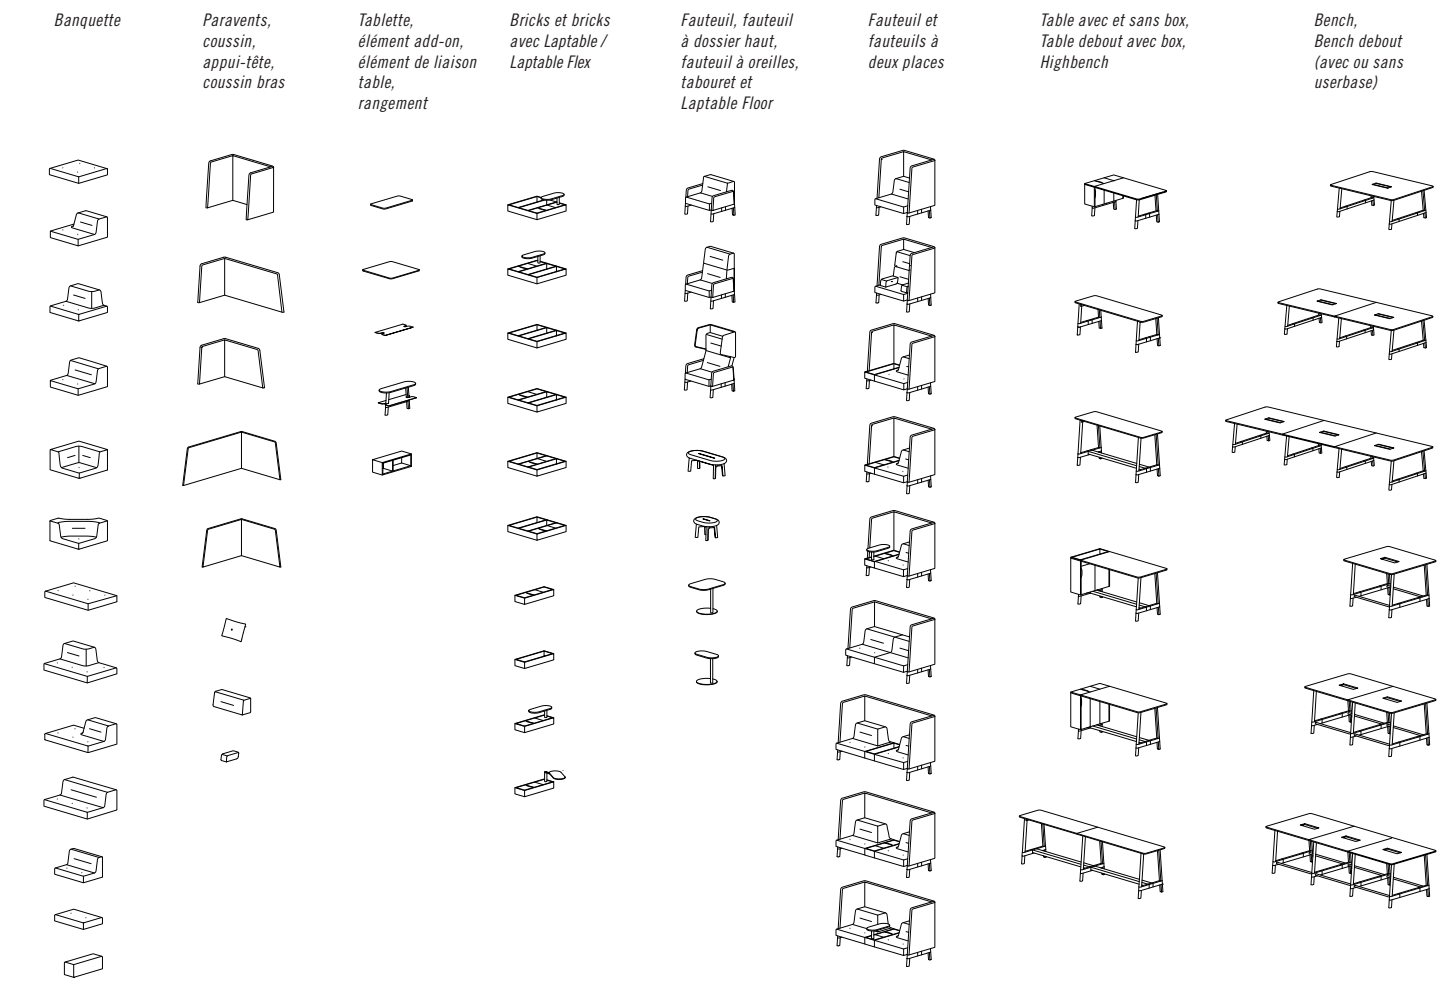 Banquette
Paravents,
coussin,
appui-tête,
coussin bras
Tablette,
élément add-on,
élément de liaison
table,
rangement
Bricks et bricks
avec Laptable /
Laptable Flex
Fauteuil, fauteuil
à dossier haut,
fauteuil à oreilles,
tabouret et
Laptable Floor
Fauteuil et
fauteuils à
deux places
Table avec et sans box,
Table debout avec box,
Highbench
Bench,
Bench debout
(avec ou sans
userbase)